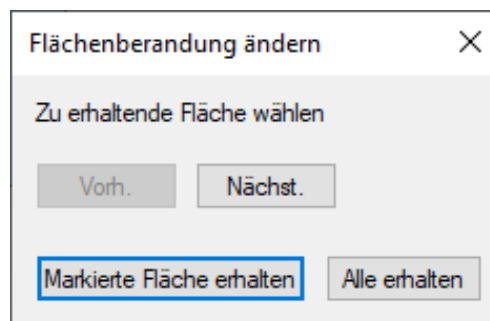 Flächenberandung ändern
Zu erhaltende Fläche wählen
Vorh. Nächst.
Markierte Fläche erhalten Alle erhalten